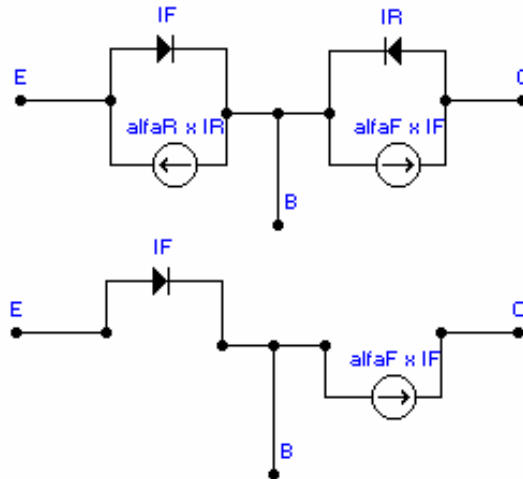 IF IR
E C
alfaR x IR alfaF x IF
B
IF
E C
alfaF x IF
B